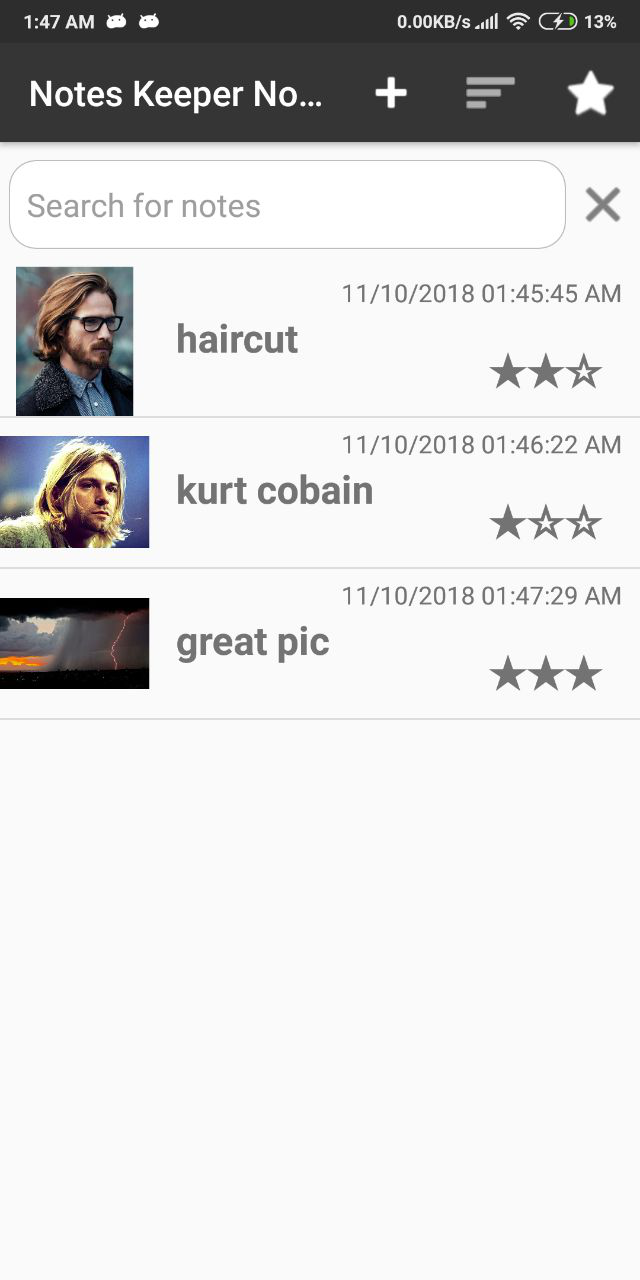 1:47 AM 0.00KB/s 13%
Notes Keeper No...
Search for notes
11/10/2018 01:45:45 AM
haircut
11/10/2018 01:46:22 AM
kurt cobain
11/10/2018 01:47:29 AM
great pic